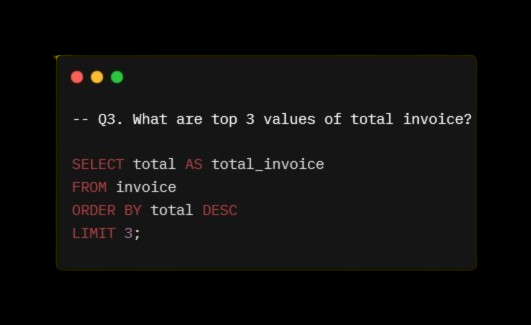 -- Q3. What are top 3 values of total invoice?
SELECT total AS total_invoice
FROM invoice
ORDER BY total DESC
LIMIT 3;